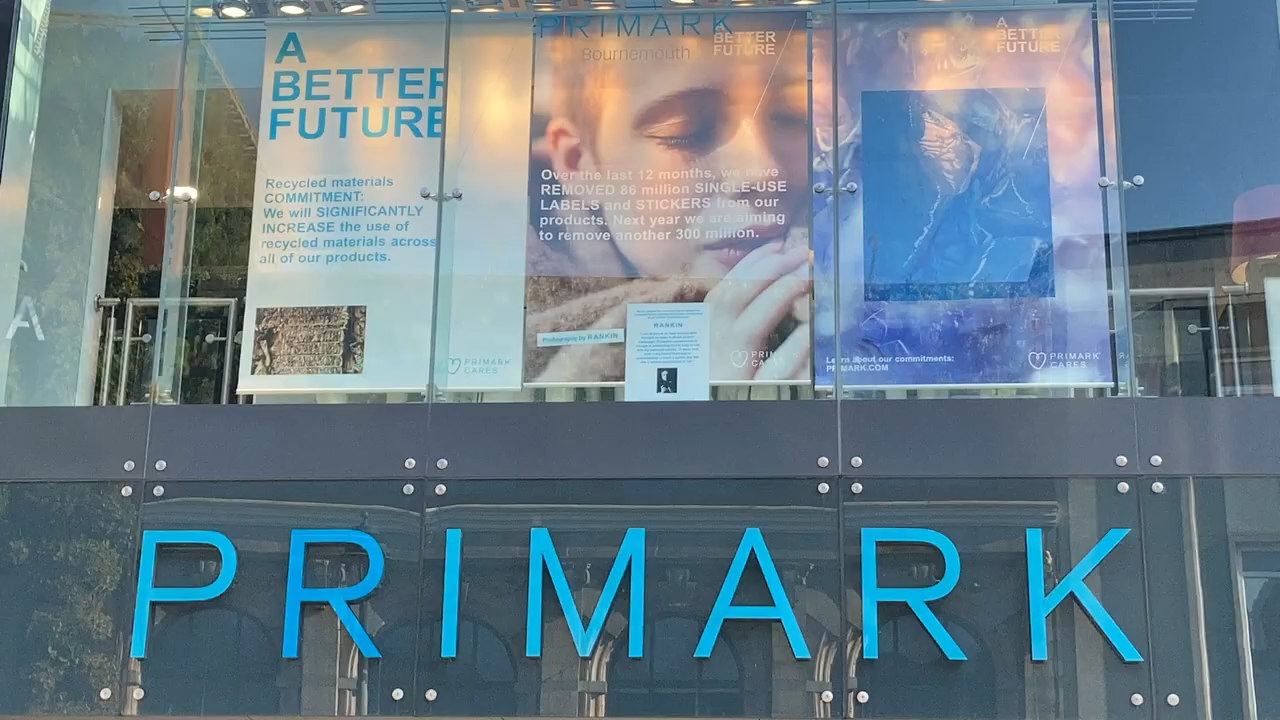 A
BETTER
FUTURE
Recycled materials
COMMITMENT:
We will SIGNIFICANTLY
INCREASE the use of
recycled materials across
all of our products.
PRIMARK
CARES
PRIMARK
Bournemouth
A BETTER
FUTURE
Over the last 12 months, we have
REMOVED 86 million SINGLE-USE
LABELS and STICKERS from our
products. Next year we are aiming
to remove another 300 million.
Photography by RANKIN
RANKIN
PRIM
CARES
A
BETTER
FUTURE
Learn about our commitments:
PRIMARK.COM
PRIMARK
CARES
PRIMARK